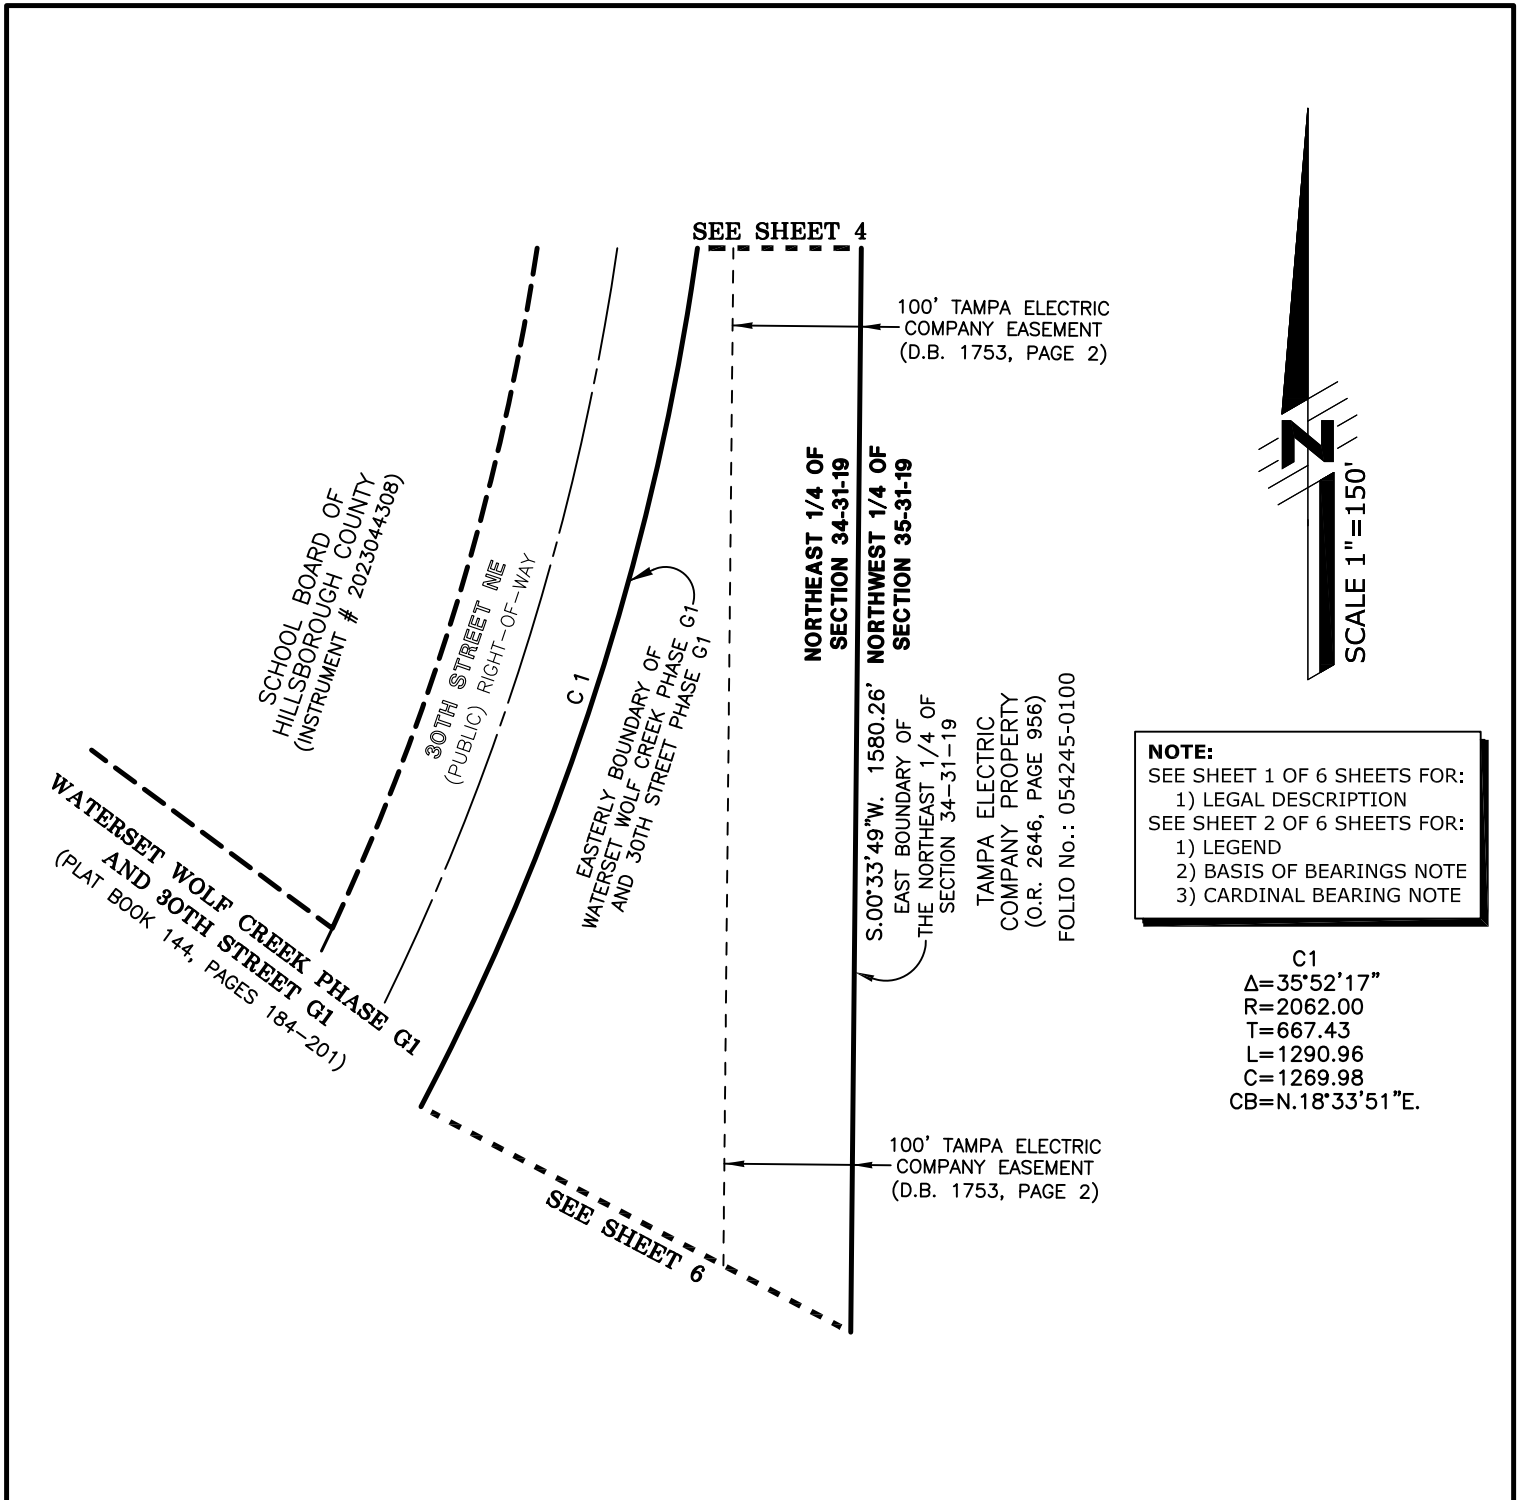 SEE SHEET 4
100' TAMPA ELECTRIC
COMPANY EASEMENT
(D.B. 1753, PAGE 2)
N
SCALE 1"=150'
SCHOOL BOARD OF
HILLSBOROUGH COUNTY
(INSTRUMENT # 2023044308)
30TH STREET NE
(PUBLIC) RIGHT-OF-WAY
C1
EASTERLY BOUNDARY OF
WATERSET WOLF CREEK PHASE G1
AND 30TH STREET PHASE G1
NORTHEAST 1/4 OF
SECTION 34-31-19
NORTHWEST 1/4 OF
SECTION 35-31-19
S.00°33'49"W. 1580.26'
EAST BOUNDARY OF
THE NORTHEAST 1/4 OF
SECTION 34-31-19
TAMPA ELECTRIC
COMPANY PROPERTY
(O.R. 2646, PAGE 956)
FOLIO No.: 054245-0100
NOTE:
SEE SHEET 1 OF 6 SHEETS FOR:
1) LEGAL DESCRIPTION
SEE SHEET 2 OF 6 SHEETS FOR:
1) LEGEND
2) BASIS OF BEARINGS NOTE
3) CARDINAL BEARING NOTE
WATERSET WOLF CREEK PHASE G1
AND 30TH STREET G1
(PLAT BOOK 144, PAGES 184-201)
C1
Δ=35°52'17"
R=2062.00
T=667.43
L=1290.96
C=1269.98
CB=N.18°33'51"E.
100' TAMPA ELECTRIC
COMPANY EASEMENT
(D.B. 1753, PAGE 2)
SEE SHEET 6